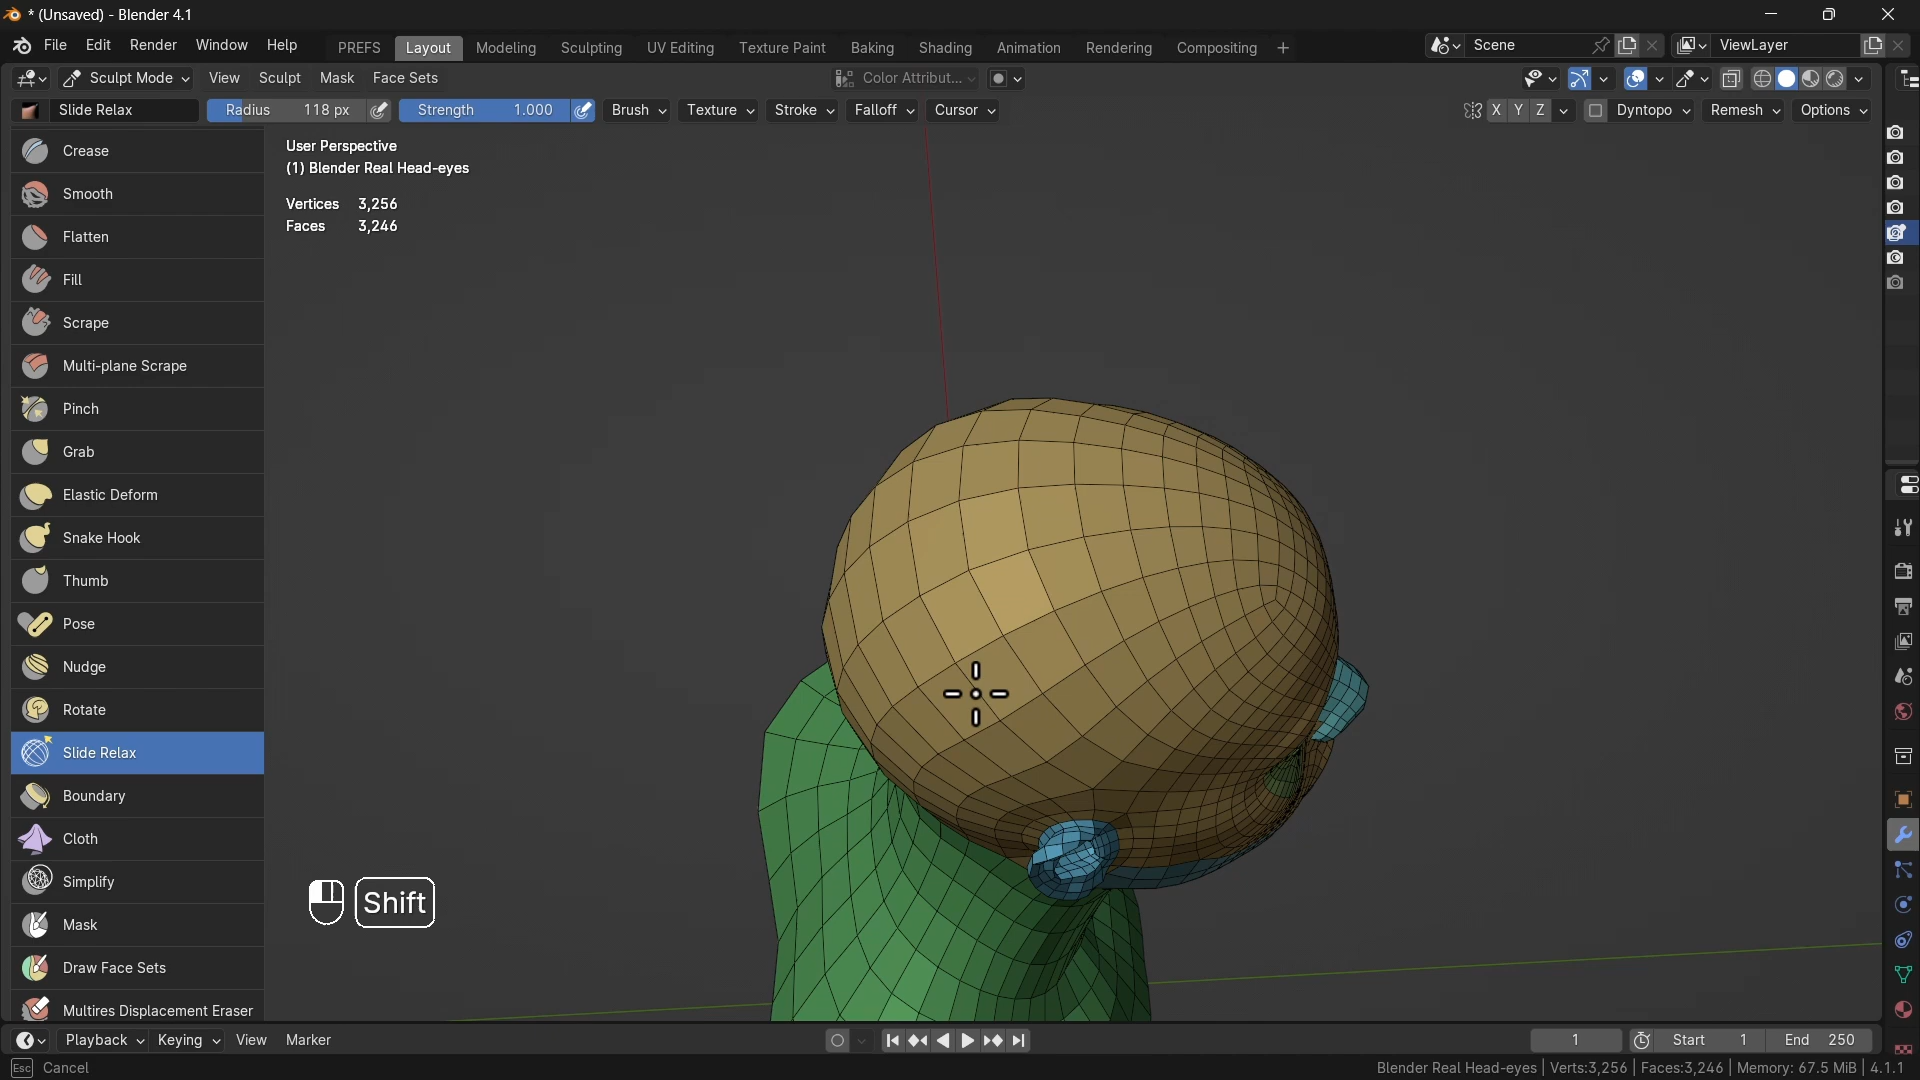 * (Unsaved) - Blender 4.1
File Edit Render Window Help PREFS Layout Modeling Sculpting UV Editing Texture Paint Baking Shading Animation Rendering Compositing + Scene ViewLayer
Sculpt Mode View Sculpt Mask Face Sets Color Attribut...
Slide Relax Radius 118 px Strength 1.000 Brush Texture Stroke Falloff Cursor X Y Z Dyntopo Remesh Options
User Perspective
(1) Blender Real Head-eyes
Vertices 3,256
Faces 3,246
Crease
Smooth
Flatten
Fill
Scrape
Multi-plane Scrape
Pinch
Grab
Elastic Deform
Snake Hook
Thumb
Pose
Nudge
Rotate
Slide Relax
Boundary
Cloth
Simplify
Mask
Draw Face Sets
Multires Displacement Eraser
Shift
Playback Keying View Marker 1 Start 1 End 250
Esc Cancel Blender Real Head-eyes | Verts:3,256 | Faces:3,246 | Memory: 67.5 MiB | 4.1.1